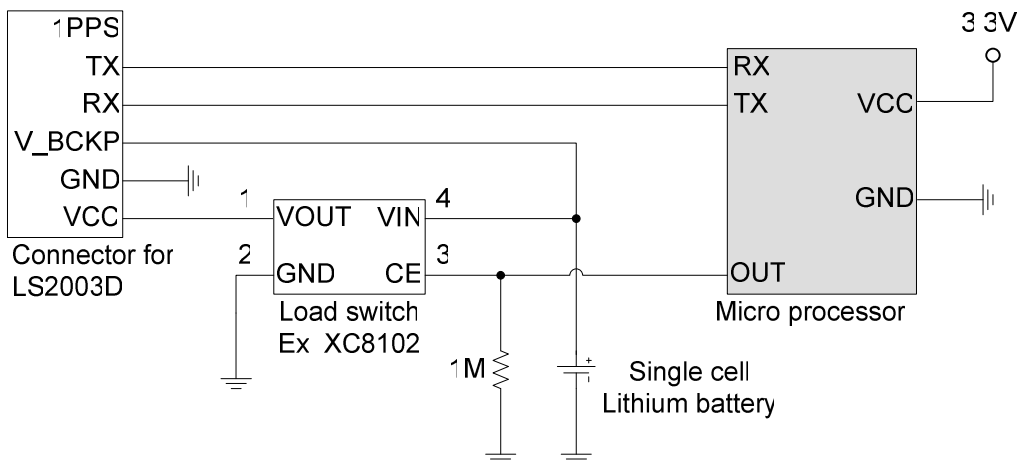 1PPS
TX
RX
V_BCKP
GND
VCC
Connector for
LS2003D
1
2
VOUT
VIN
4
GND
CE
3
Load switch
Ex XC8102
1M
+
-
Single cell
Lithium battery
RX
TX
VCC
GND
OUT
Micro processor
3 3V